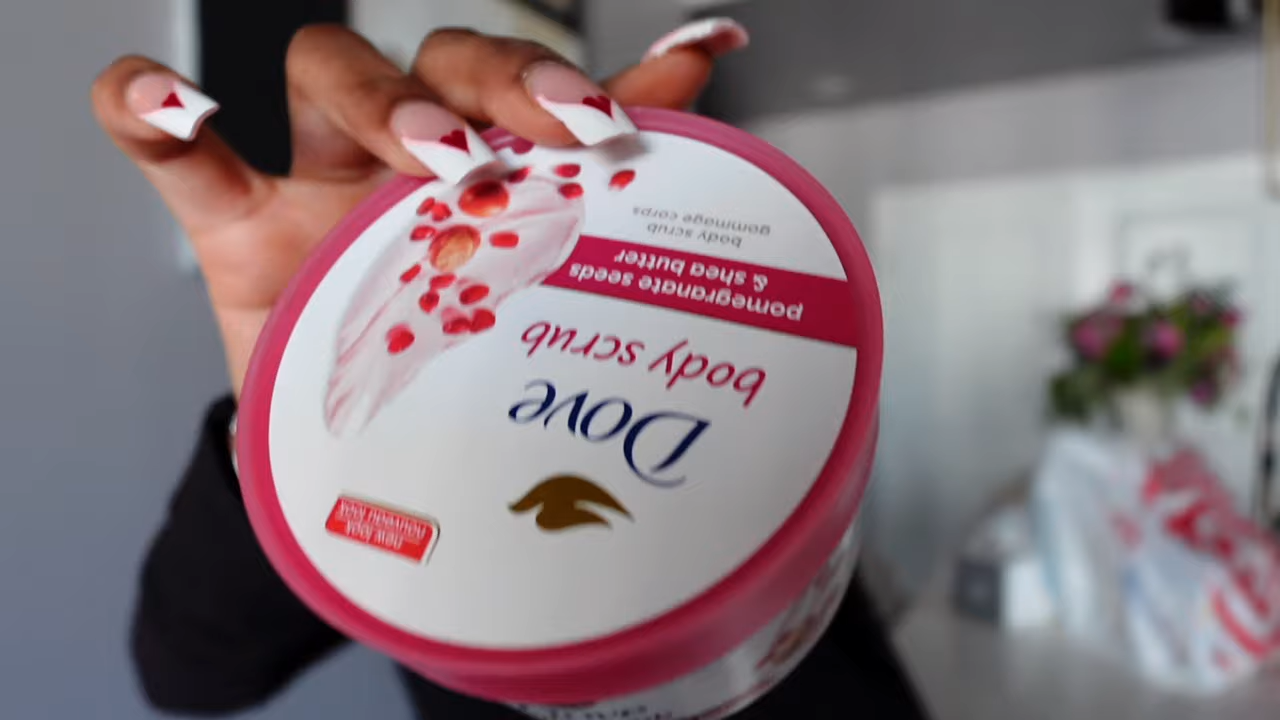 Dove
body scrub
pomegranate seeds
& shea butter
body scrub
gommage corps
new look
nouveau look